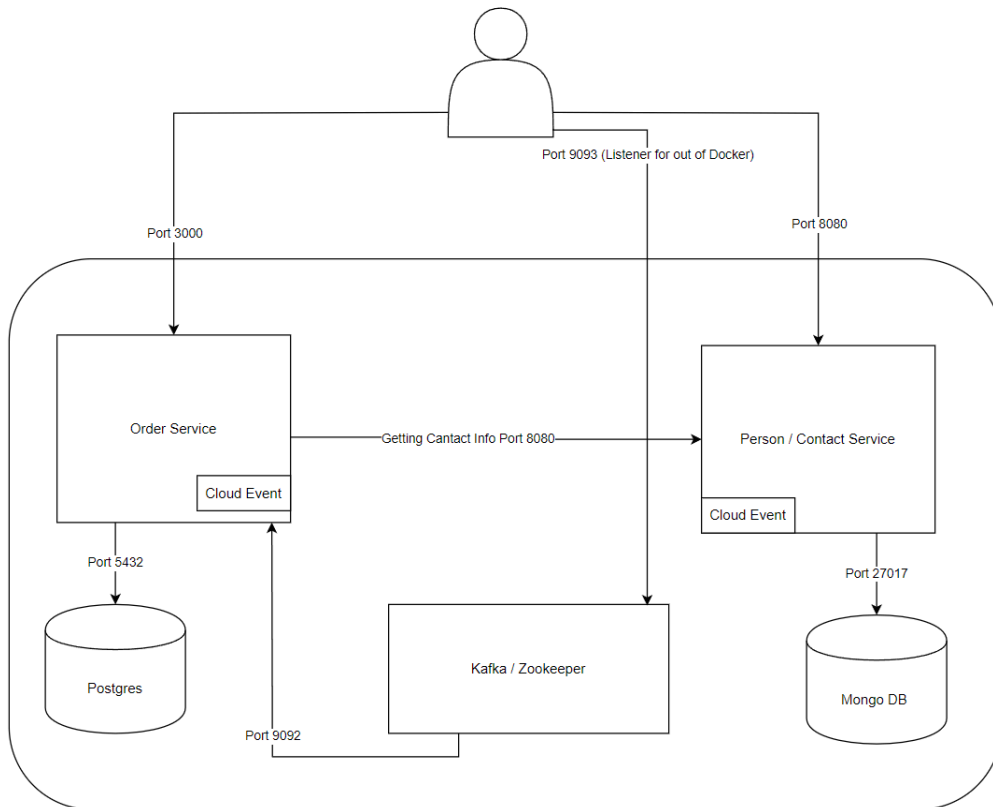 Port 9093 (Listener for out of Docker)
Port 3000
Port 8080
Order Service
Getting Cantact Info Port 8080
Person / Contact Service
Cloud Event
Cloud Event
Port 5432
Port 27017
Kafka / Zookeeper
Postgres
Mongo DB
Port 9092